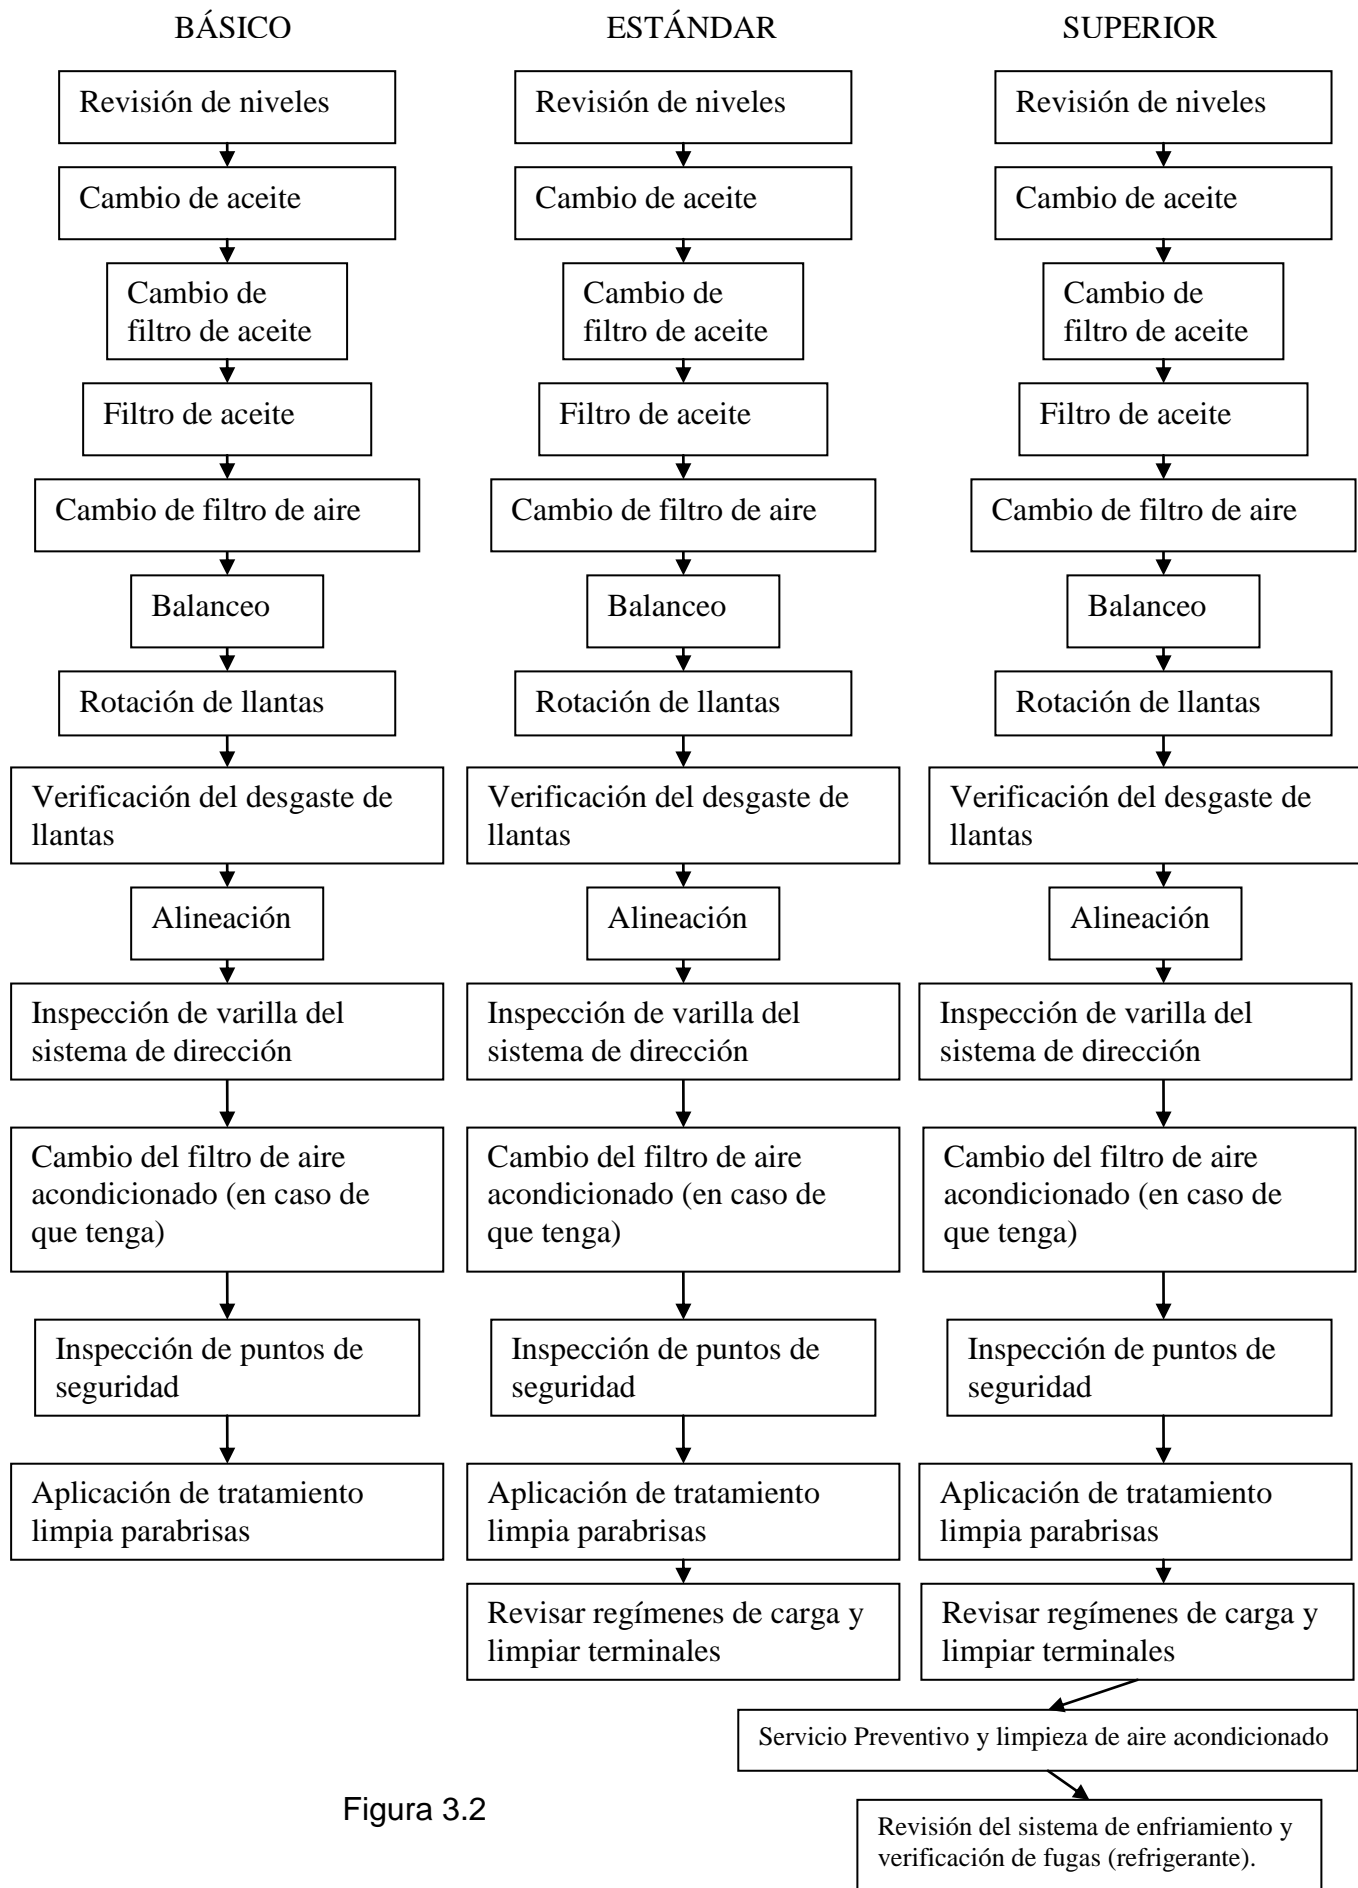 BÁSICO
Revisión de niveles
Cambio de aceite
Cambio de
filtro de aceite
Filtro de aceite
Cambio de filtro de aire
Balanceo
Rotación de llantas
Verificación del desgaste de
llantas
Alineación
Inspección de varilla del
sistema de dirección
Cambio del filtro de aire
acondicionado (en caso de
que tenga)
Inspección de puntos de
seguridad
Aplicación de tratamiento
limpia parabrisas
ESTÁNDAR
Revisión de niveles
Cambio de aceite
Cambio de
filtro de aceite
Filtro de aceite
Cambio de filtro de aire
Balanceo
Rotación de llantas
Verificación del desgaste de
llantas
Alineación
Inspección de varilla del
sistema de dirección
Cambio del filtro de aire
acondicionado (en caso de
que tenga)
Inspección de puntos de
seguridad
Aplicación de tratamiento
limpia parabrisas
Revisar regímenes de carga y
limpiar terminales
SUPERIOR
Revisión de niveles
Cambio de aceite
Cambio de
filtro de aceite
Filtro de aceite
Cambio de filtro de aire
Balanceo
Rotación de llantas
Verificación del desgaste de
llantas
Alineación
Inspección de varilla del
sistema de dirección
Cambio del filtro de aire
acondicionado (en caso de
que tenga)
Inspección de puntos de
seguridad
Aplicación de tratamiento
limpia parabrisas
Revisar regímenes de carga y
limpiar terminales
Servicio Preventivo y limpieza de aire acondicionado
Revisión del sistema de enfriamiento y
verificación de fugas (refrigerante).
Figura 3.2